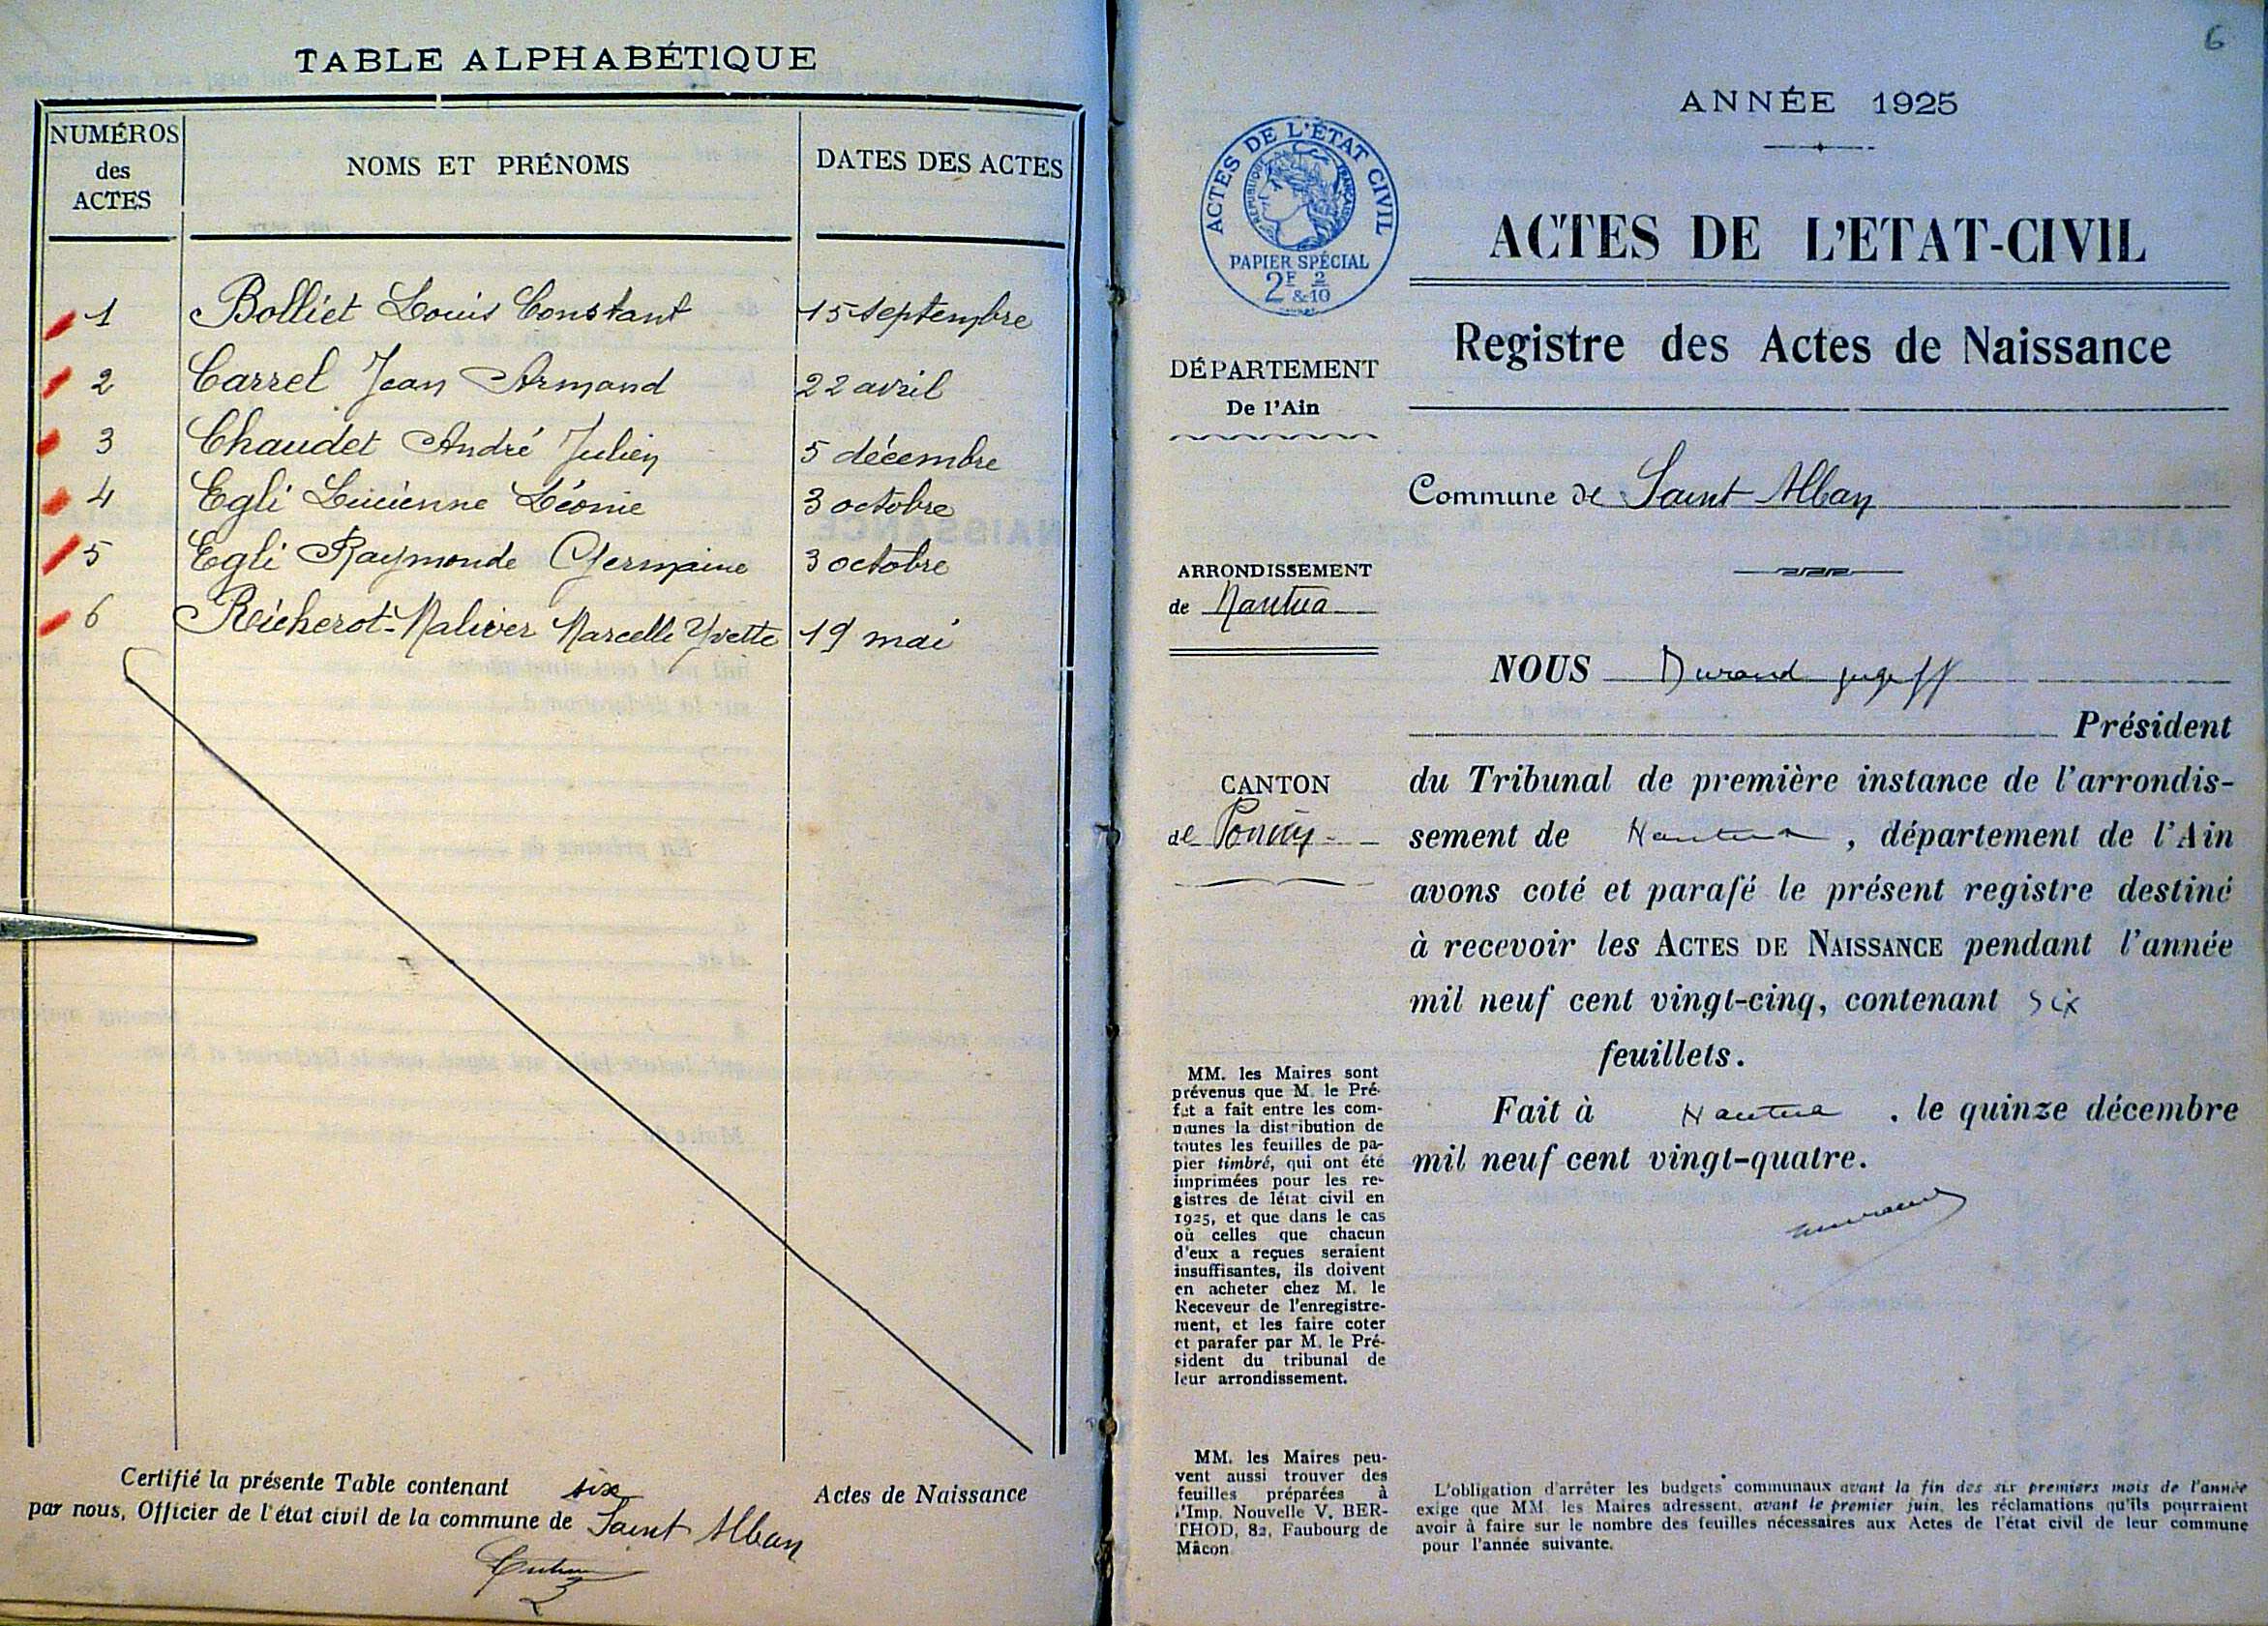 TABLE ALPHABÉTIQUE
NUMÉROS des ACTES NOMS ET PRÉNOMS DATES DES ACTES
1 Bolliet Louis Constant 15 septembre
2 Carrel Jean Armand 22 avril
3 Chaudet André Julien 5 décembre
4 Egli Lucienne Léonie 3 octobre
5 Egli Raymonde Germaine 3 octobre
6 Reicherot-Maliver Marcelle Yvette 19 mai
Certifié la présente Table contenant six Actes de Naissance
par nous, Officier de l'état civil de la commune de Saint Alban
6
ANNÉE 1925
ACTES DE L'ÉTAT CIVIL
RÉPUBLIQUE FRANÇAISE
PAPIER SPÉCIAL
2F & 2/10
ACTES DE L'ETAT-CIVIL
Registre des Actes de Naissance
DÉPARTEMENT
De l'Ain
Commune de Saint Alban
ARRONDISSEMENT
de Nantua
CANTON
de Poncin
NOUS Durand juge ff
Président
du Tribunal de première instance de l'arrondis-
sement de Nantua, département de l'Ain
avons coté et parafé le présent registre destiné
à recevoir les ACTES DE NAISSANCE pendant l'année
mil neuf cent vingt-cinq, contenant six
feuillets.
Fait à Nantua, le quinze décembre
mil neuf cent vingt-quatre.
MM. les Maires sont
prévenus que M. le Pré-
fet a fait entre les com-
munes la distribution de
toutes les feuilles de pa-
pier timbré, qui ont été
imprimées pour les re-
gistres de létat civil en
1925, et que dans le cas
où celles que chacun
d'eux a reçues seraient
insuffisantes, ils doivent
en acheter chez M. le
Receveur de l'enregistre-
ment, et les faire coter
et parafer par M. le Pré-
sident du tribunal de
leur arrondissement.
MM. les Maires peu-
vent aussi trouver des
feuilles préparées à
l'Imp. Nouvelle V. BER-
THOD, 82, Faubourg de
Mâcon
L'obligation d'arrêter les budgets communaux avant la fin des six premiers mois de l'année
exige que MM. les Maires adressent, avant le premier juin, les réclamations qu'ils pourraient
avoir à faire sur le nombre des feuilles nécessaires aux Actes de l'état civil de leur commune
pour l'année suivante.